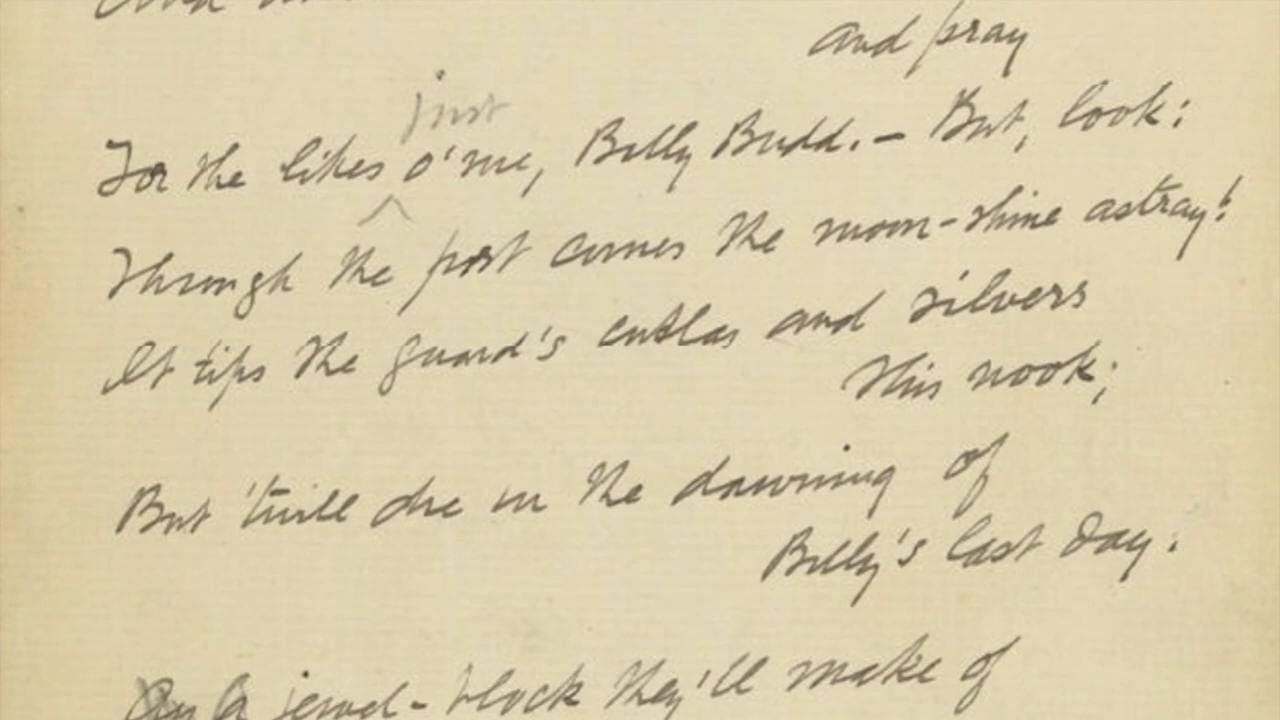 and pray
just
For the likes o' me, Billy Budd. – But, look:
Through the port comes the moon-shine astray!
It tips the guard's cutlas and silvers
this nook;
But 'twill die in the dawning of
Billy's last day.
A jewel-block they'll make of